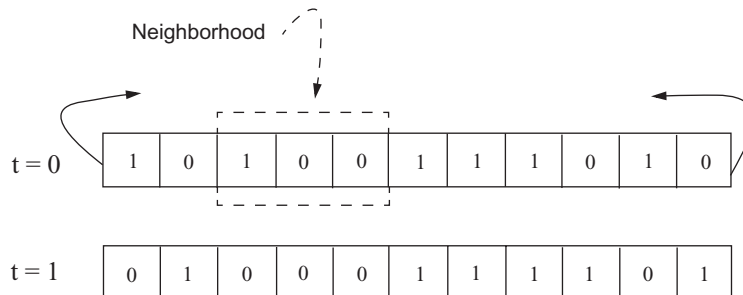 Neighborhood
t = 0 1 0 1 0 0 1 1 1 0 1 0
t = 1 0 1 0 0 0 1 1 1 1 0 1